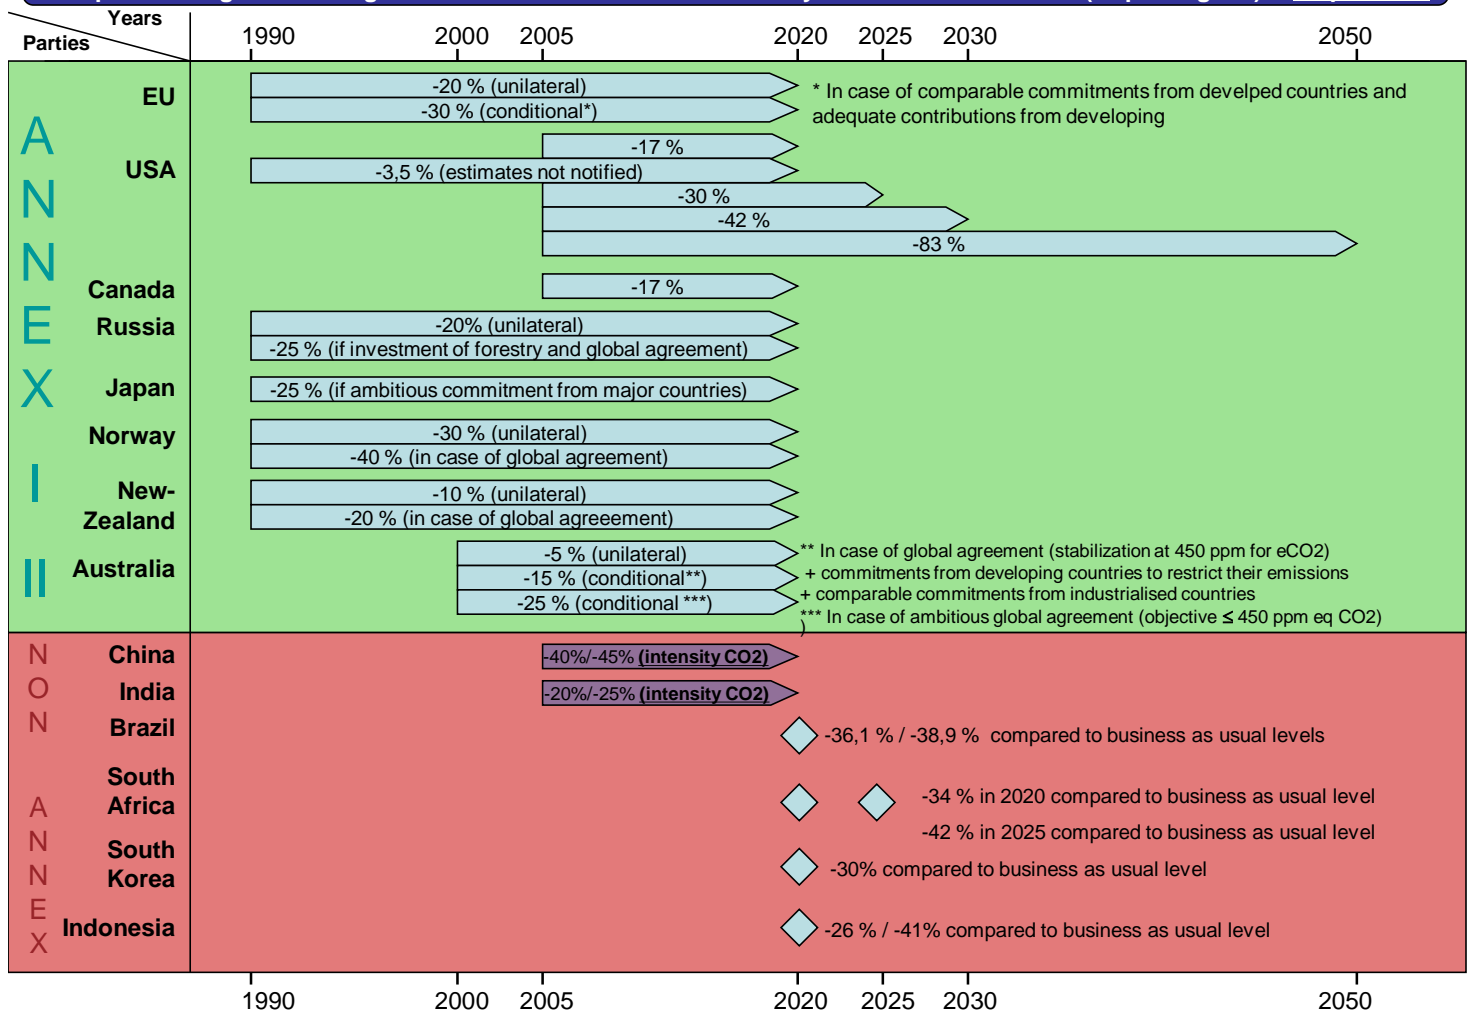 Years
Parties
1990 2000 2005 2020 2025 2030 2050
A
N
N
E
X
I
II
EU
-20 % (unilateral)
-30 % (conditional*)
* In case of comparable commitments from develped countries and
adequate contributions from developing
USA
-17 %
-3,5 % (estimates not notified)
-30 %
-42 %
-83 %
Canada
-17 %
Russia
-20% (unilateral)
-25 % (if investment of forestry and global agreement)
Japan
-25 % (if ambitious commitment from major countries)
Norway
-30 % (unilateral)
-40 % (in case of global agreement)
New-
Zealand
-10 % (unilateral)
-20 % (in case of global agreeement)
Australia
-5 % (unilateral)
-15 % (conditional**)
-25 % (conditional ***)
** In case of global agreement (stabilization at 450 ppm for eCO2)
+ commitments from developing countries to restrict their emissions
+ comparable commitments from industrialised countries
*** In case of ambitious global agreement (objective ≤ 450 ppm eq CO2)
)
N
O
N
A
N
N
E
X
China
-40%/-45% (intensity CO2)
India
-20%/-25% (intensity CO2)
Brazil
-36,1 % / -38,9 % compared to business as usual levels
South
Africa
-34 % in 2020 compared to business as usual level
-42 % in 2025 compared to business as usual level
South
Korea
-30% compared to business as usual level
Indonesia
-26 % / -41% compared to business as usual level
1990 2000 2005 2020 2025 2030 2050